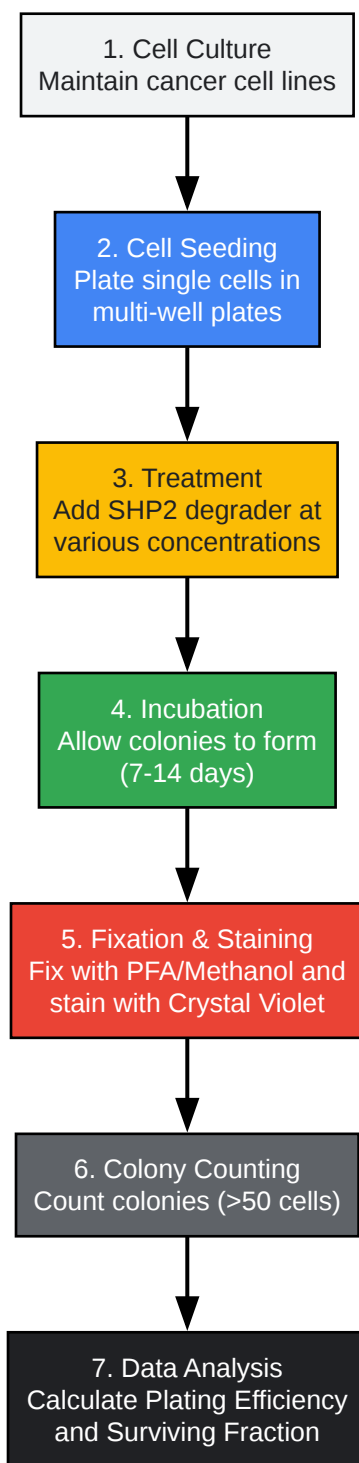 1. Cell Culture
Maintain cancer cell lines
2. Cell Seeding
Plate single cells in
multi-well plates
3. Treatment
Add SHP2 degrader at
various concentrations
4. Incubation
Allow colonies to form
(7-14 days)
5. Fixation & Staining
Fix with PFA/Methanol and
stain with Crystal Violet
6. Colony Counting
Count colonies (>50 cells)
7. Data Analysis
Calculate Plating Efficiency
and Surviving Fraction